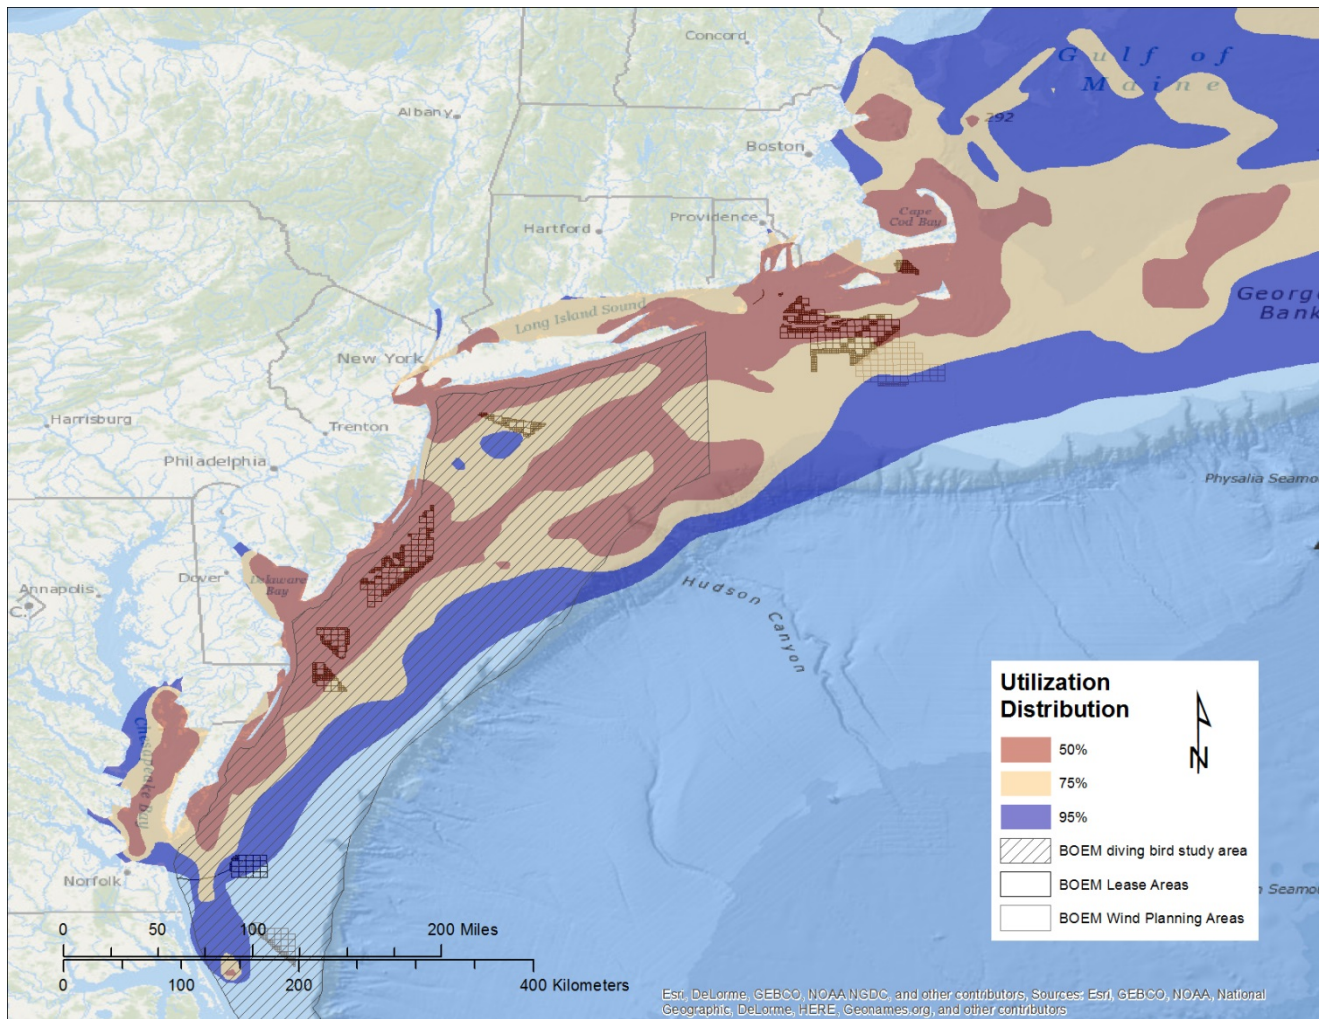 Concord
Gulf of
Maine
Albany
292
Boston
Cape
Cod Bay
Providence
Hartford
Long Island Sound
George
Bank
New York
Harrisburg
Trenton
Philadelphia
Physalia Seamo
Dover
Delaware
Bay
Annapolis
C.
Hudson Canyon
Chesapeake Bay
Norfolk
Utilization
Distribution
N
50%
75%
95%
BOEM diving bird study area
BOEM Lease Areas
BOEM Wind Planning Areas
n Seamou
0 50 100 200 Miles
0 100 200 400 Kilometers
Esri, DeLorme, GEBCO, NOAA NGDC, and other contributors, Sources: Esri, GEBCO, NOAA, National
Geographic, DeLorme, HERE, Geonames.org, and other contributors